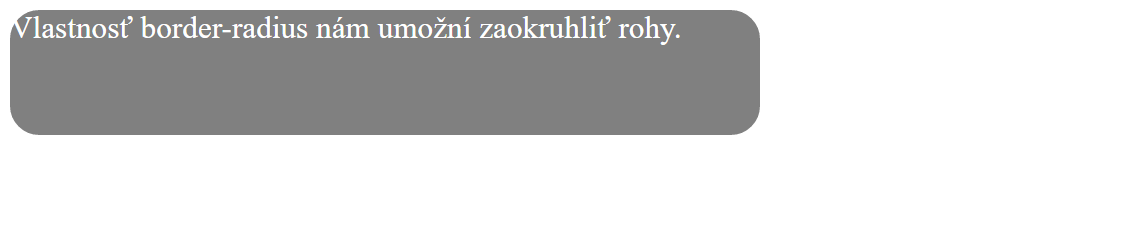 Vlastnosť border-radius nám umožní zaokruhliť rohy.